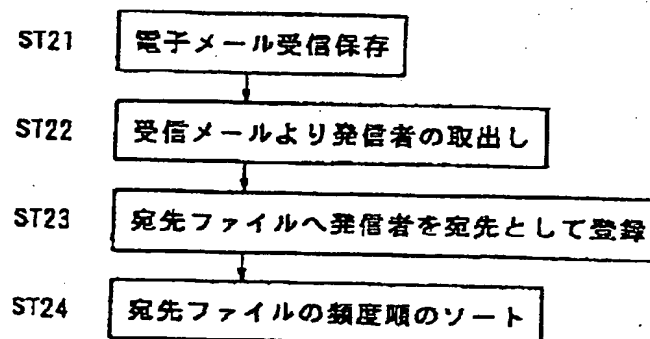 ST21 電子メール受信保存
ST22 受信メールより発信者の取出し
ST23 宛先ファイルへ発信者を宛先として登録
ST24 宛先ファイルの頻度順のソート